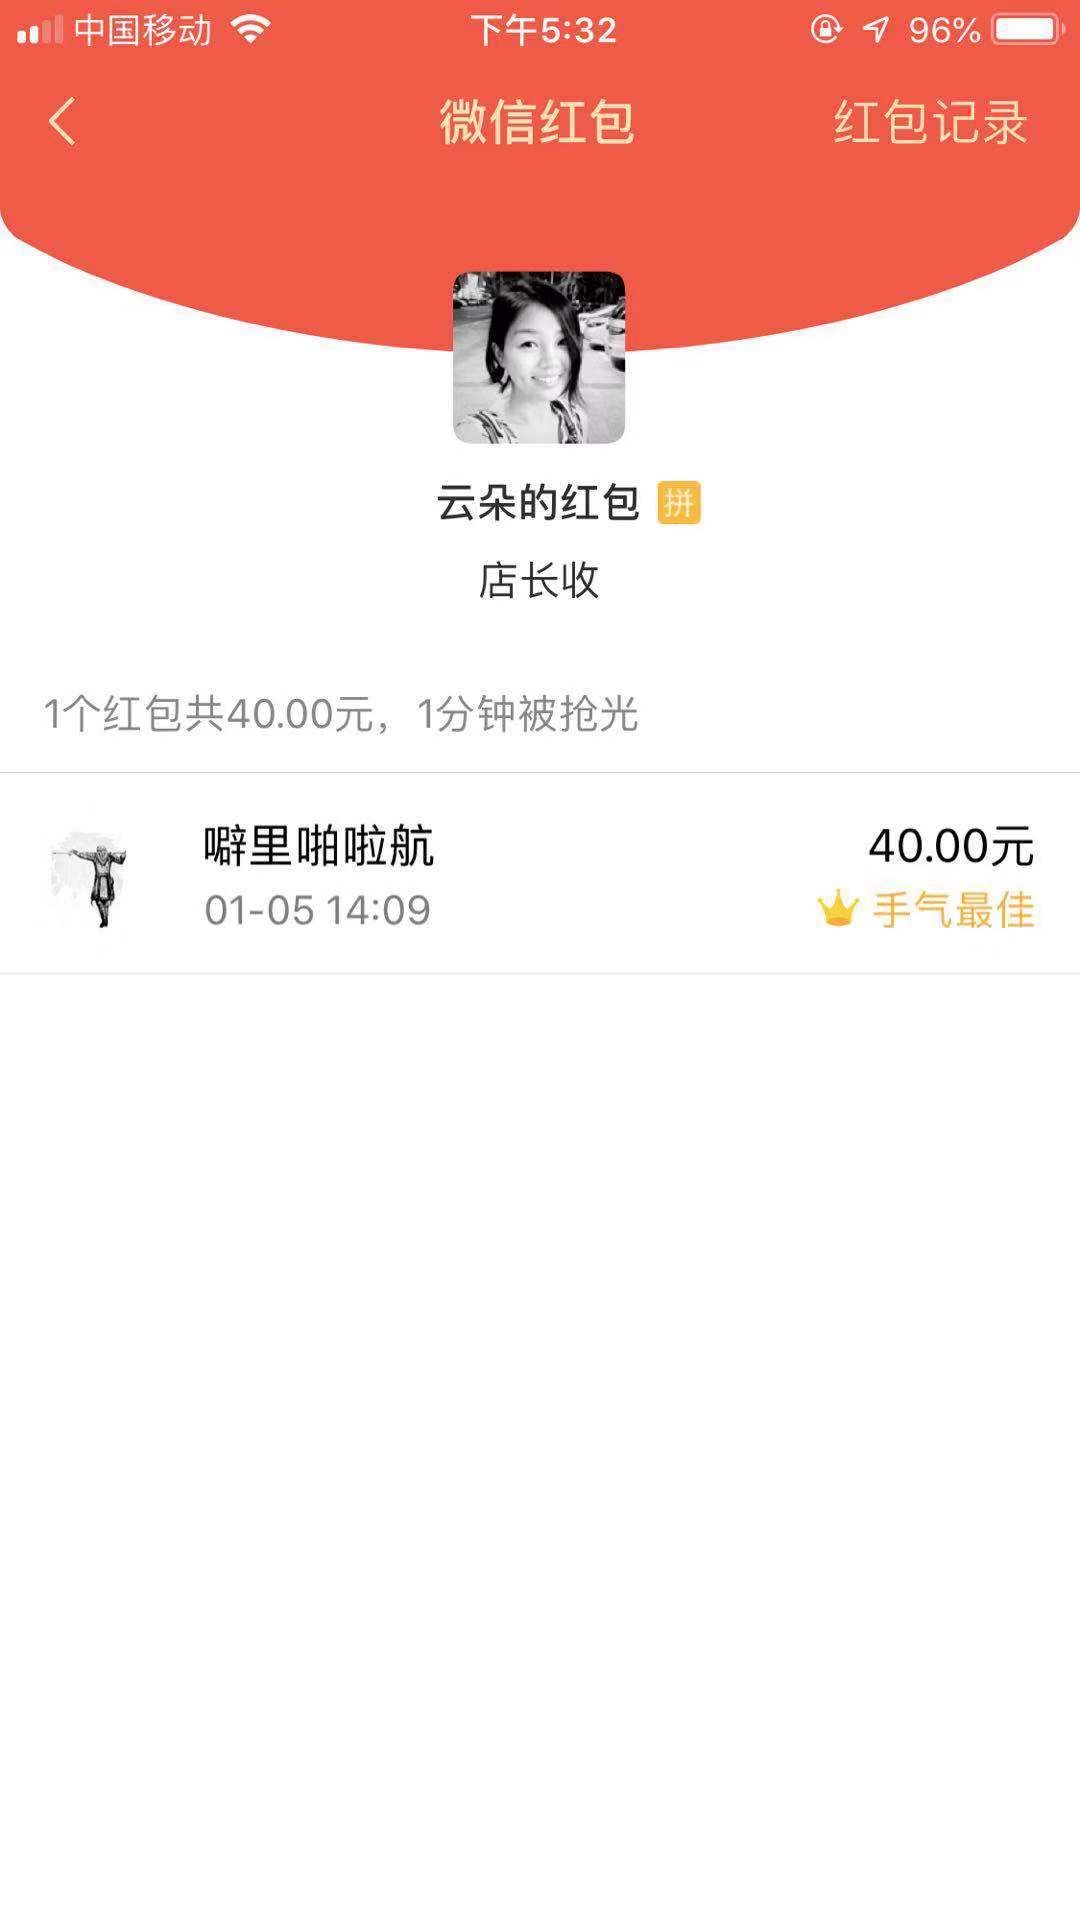 中国移动 下午5:32 96%
微信红包 红包记录
云朵的红包 拼
店长收
1个红包共40.00元，1分钟被抢光
噼里啪啦航 40.00元
01-05 14:09 手气最佳